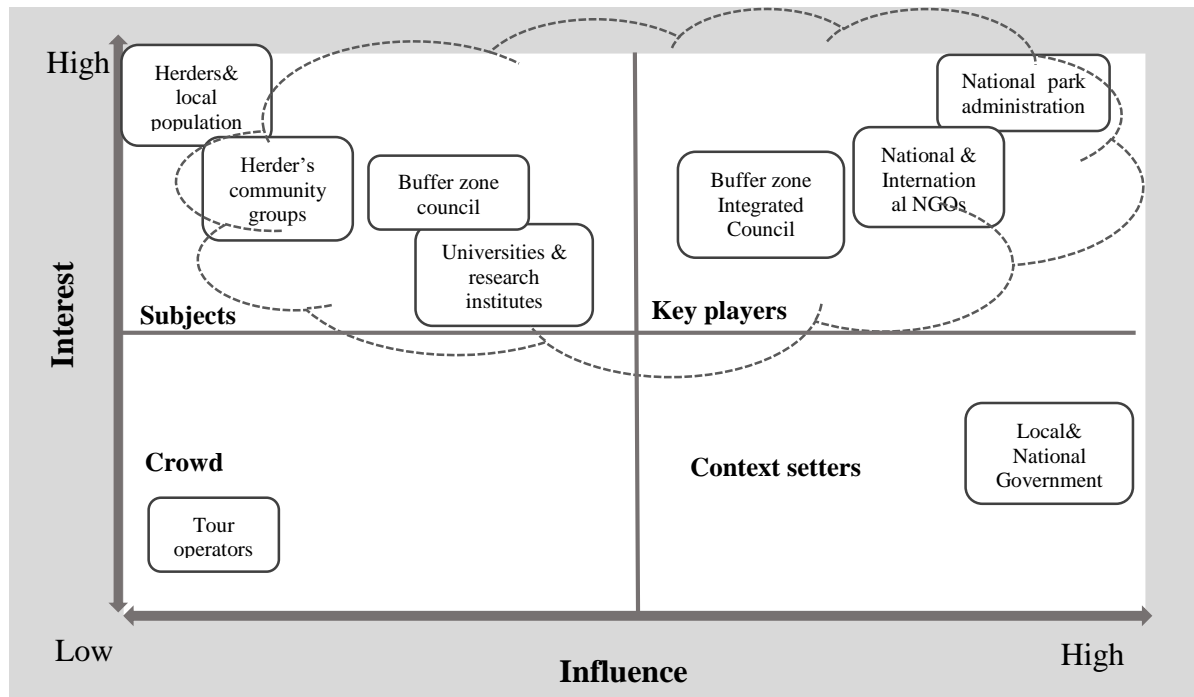 High
Herders&
local
population
National park
administration
Herder’s
community
groups
Buffer zone
council
Universities &
research
institutes
Buffer zone
Integrated
Council
National &
Internation
al NGOs
Subjects
Key players
Interest
Crowd
Context setters
Local&
National
Government
Tour
operators
Low
Influence
High